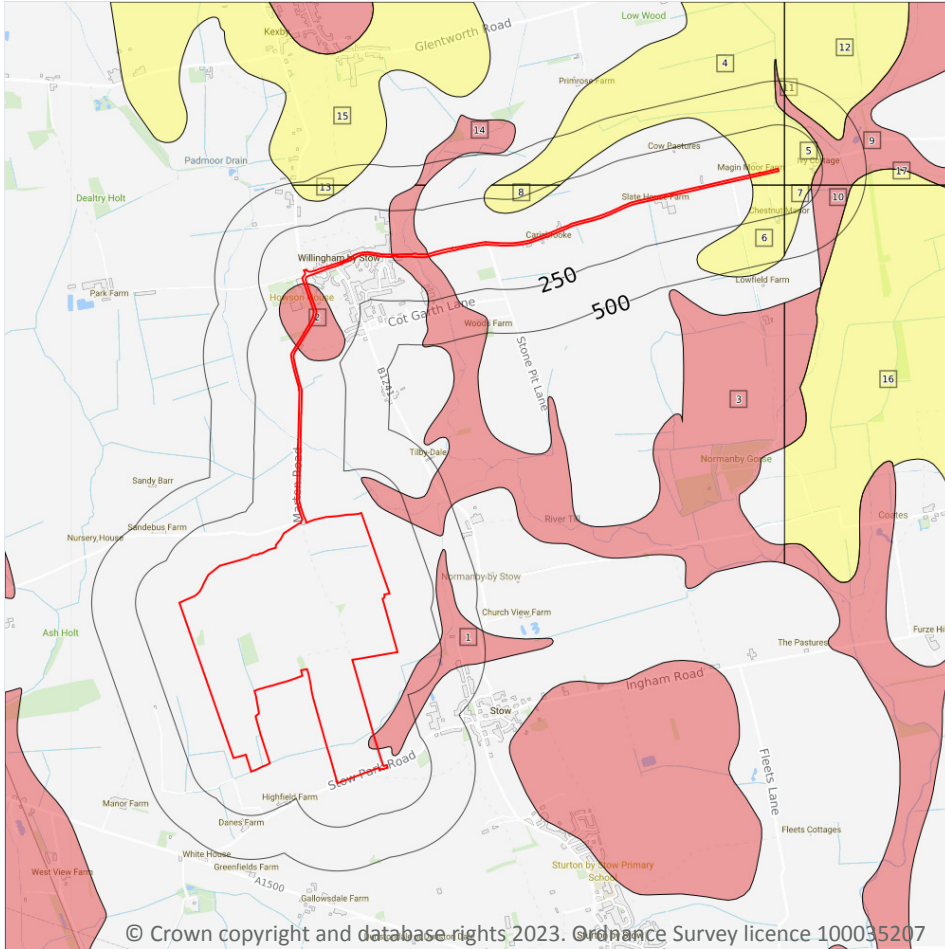 Low Wood
Kexby
Glentworth Road
12
4
Primrose Farm
11
15
14
9
Cow Pastures
5
Padmoor Drain
Ivy Cottage
Magin Moor Farm
17
13
8
7
10
Dealtry Holt
Slate House Farm
Chestnut Manor
6
Willingham by Stow
Lowfield Farm
250
Park Farm
500
2
Cot Garth Lane
Woods Farm
Stone Pit Lane
B1241
16
3
Tilby Dale
Normanby Gorse
Sandy Barr
Marton Road
Coates
River Till
Sandebus Farm
Nursery House
Normanby by Stow
Church View Farm
Ash Holt
1
The Pastures
Ingham Road
Stow
Stow Park Road
Fleets Lane
Highfield Farm
Manor Farm
Danes Farm
Fleets Cottages
White House
Greenfields Farm
Sturton by Stow Primary
School
West View Farm
A1500
Gallowsdale Farm
© Crown copyright and database rights 2023. Ordnance Survey licence 100035207